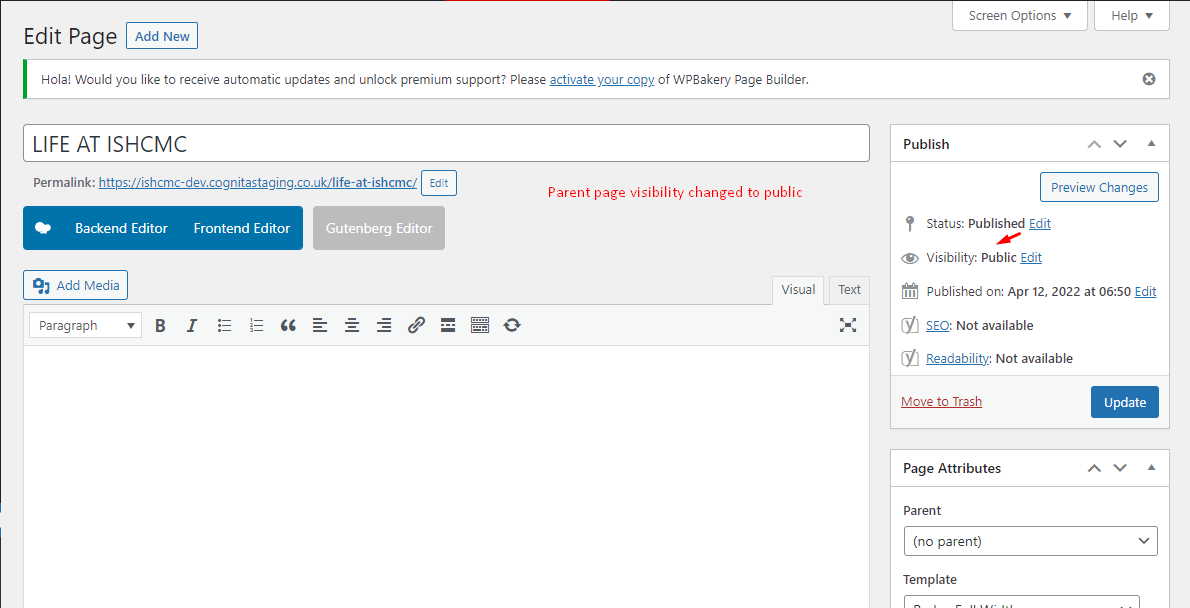 Screen Options ▼
Help ▼
Edit Page
Add New
Hola! Would you like to receive automatic updates and unlock premium support? Please activate your copy of WPBakery Page Builder.
LIFE AT ISHCMC
Permalink: https://ishcmc-dev.cognitastaging.co.uk/life-at-ishcmc/ Edit
Parent page visibility changed to public
Backend Editor
Frontend Editor
Gutenberg Editor
Add Media
Visual
Text
Paragraph
B I
Publish
Preview Changes
Status: Published Edit
Visibility: Public Edit
Published on: Apr 12, 2022 at 06:50 Edit
SEO: Not available
Readability: Not available
Move to Trash
Update
Page Attributes
Parent
(no parent)
Template